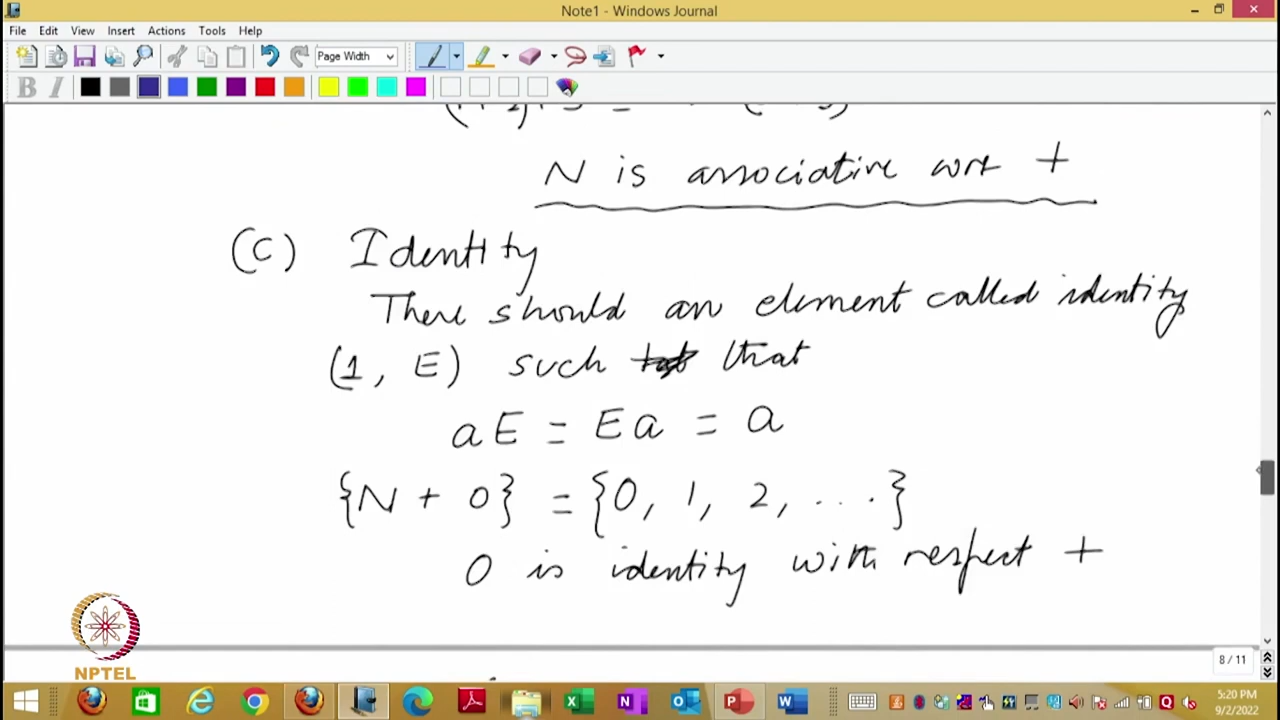 Note1 - Windows Journal
File Edit View Insert Actions Tools Help
Page Width
B I
N is associative wrt +
(C) Identity
There should an element called identity
(1, E) such that
aE = Ea = a
{N + 0} = {0, 1, 2, ....}
0 is identity with respect +
NPTEL
8 / 11
5:20 PM
9/2/2022